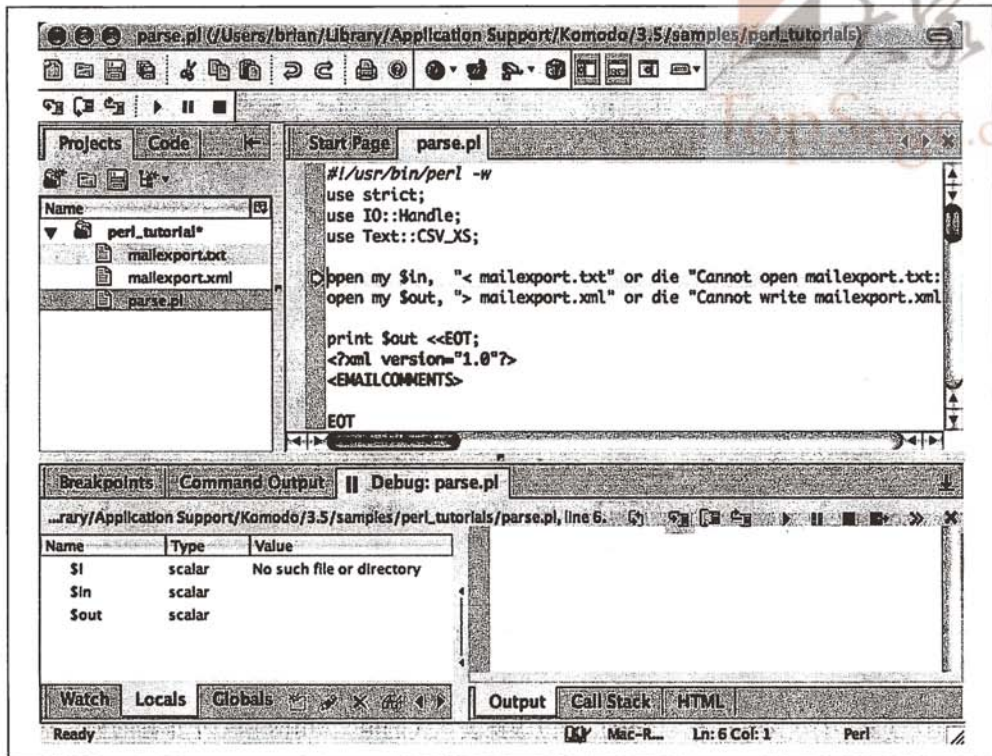 parse.pl (/Users/brian/Library/Application Support/Komodo/3.5/samples/perl_tutorials)
Projects Code
Start Page parse.pl
Name
perl_tutorial*
mailexport.txt
mailexport.xml
parse.pl
#!/usr/bin/perl -w
use strict;
use IO::Handle;
use Text::CSV_XS;
open my $in, "< mailexport.txt" or die "Cannot open mailexport.txt:
open my $out, "> mailexport.xml" or die "Cannot write mailexport.xml
print $out <<EOT;
<?xml version="1.0"?>
<EMAILCOMMENTS>
EOT
Breakpoints Command Output Debug: parse.pl
...rary/Application Support/Komodo/3.5/samples/perl_tutorials/parse.pl, line 6.
Name Type Value
$! scalar No such file or directory
$in scalar
$out scalar
Watch Locals Globals
Output Call Stack HTML
Ready Mac-R... Ln: 6 Col: 1 Perl